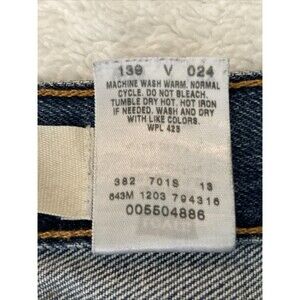 139 V 024
MACHINE WASH WARM. NORMAL
CYCLE. DO NOT BLEACH.
TUMBLE DRY HOT. HOT IRON
IF NEEDED. WASH AND DRY
WITH LIKE COLORS.
WPL 423
382 701S 13
643M 1203 794316
005504886